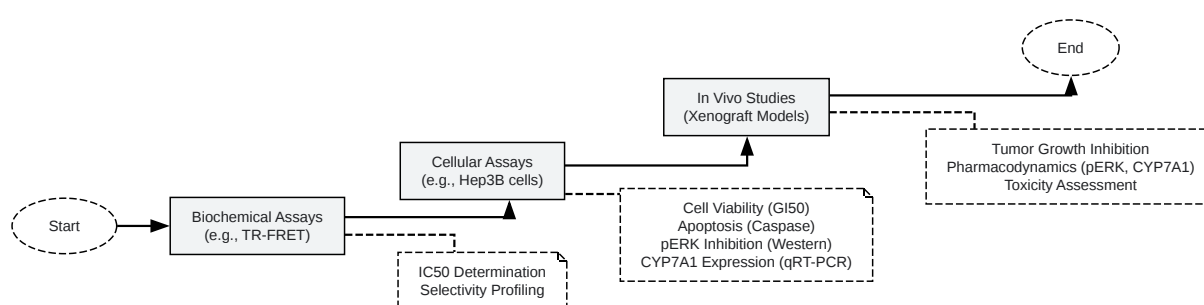 Start
Biochemical Assays
(e.g., TR-FRET)
IC50 Determination
Selectivity Profiling
Cellular Assays
(e.g., Hep3B cells)
Cell Viability (GI50)
Apoptosis (Caspase)
pERK Inhibition (Western)
CYP7A1 Expression (qRT-PCR)
In Vivo Studies
(Xenograft Models)
Tumor Growth Inhibition
Pharmacodynamics (pERK, CYP7A1)
Toxicity Assessment
End